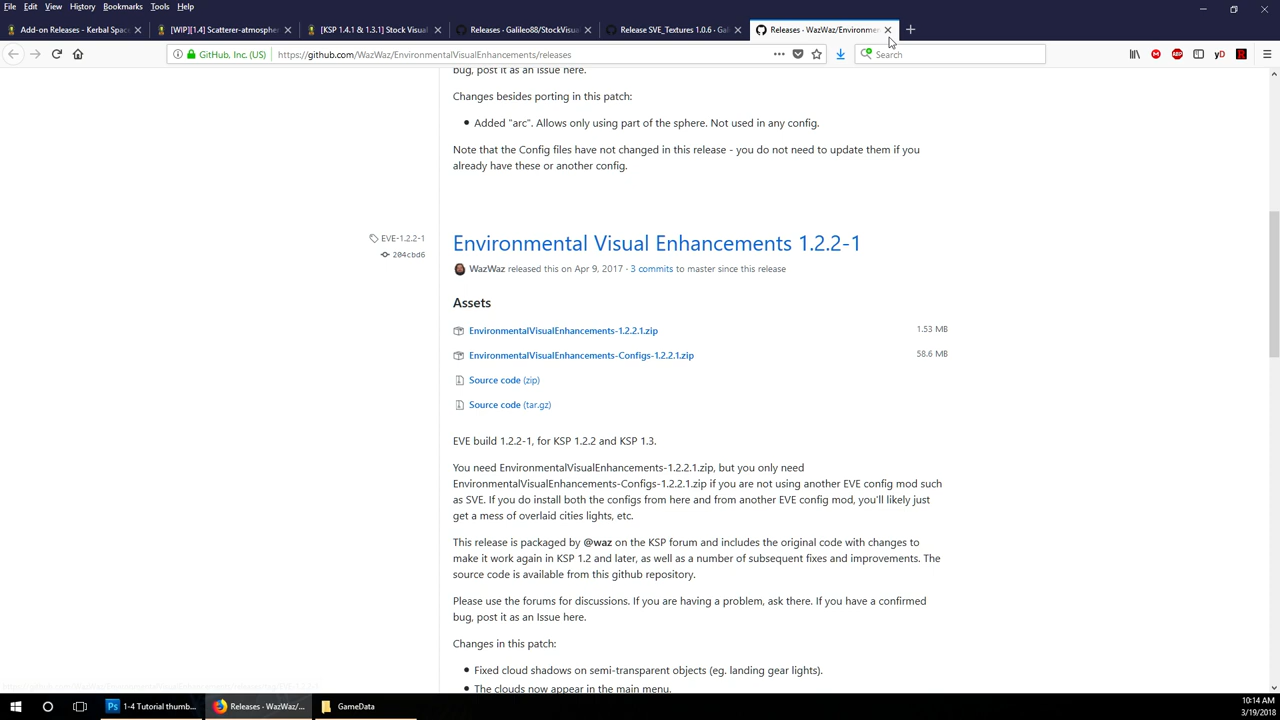 File Edit View History Bookmarks Tools Help
Add-on Releases - Kerbal Space
[WIP][1.4] Scatterer-atmosphe
[KSP 1.4.1 & 1.3.1] Stock Visual
Releases - Galileo88/StockVisual
Release SVE_Textures 1.0.6 · Gal
Releases · WazWaz/Environmen
GitHub, Inc. (US) https://github.com/WazWaz/EnvironmentalVisualEnhancements/releases Search
bug, post it as an Issue here.
Changes besides porting in this patch:
Added "arc". Allows only using part of the sphere. Not used in any config.
Note that the Config files have not changed in this release - you do not need to update them if you
already have these or another config.
EVE-1.2.2-1
204cbd6
Environmental Visual Enhancements 1.2.2-1
WazWaz released this on Apr 9, 2017 · 3 commits to master since this release
Assets
EnvironmentalVisualEnhancements-1.2.2.1.zip 1.53 MB
EnvironmentalVisualEnhancements-Configs-1.2.2.1.zip 58.6 MB
Source code (zip)
Source code (tar.gz)
EVE build 1.2.2-1, for KSP 1.2.2 and KSP 1.3.
You need EnvironmentalVisualEnhancements-1.2.2.1.zip, but you only need
EnvironmentalVisualEnhancements-Configs-1.2.2.1.zip if you are not using another EVE config mod such
as SVE. If you do install both the configs from here and from another EVE config mod, you'll likely just
get a mess of overlaid cities lights, etc.
This release is packaged by @waz on the KSP forum and includes the original code with changes to
make it work again in KSP 1.2 and later, as well as a number of subsequent fixes and improvements. The
source code is available from this github repository.
Please use the forums for discussions. If you are having a problem, ask there. If you have a confirmed
bug, post it as an Issue here.
Changes in this patch:
Fixed cloud shadows on semi-transparent objects (eg. landing gear lights).
The clouds now appear in the main menu.
1-4 Tutorial thumb...
Releases · WazWaz/...
GameData
10:14 AM
3/19/2018